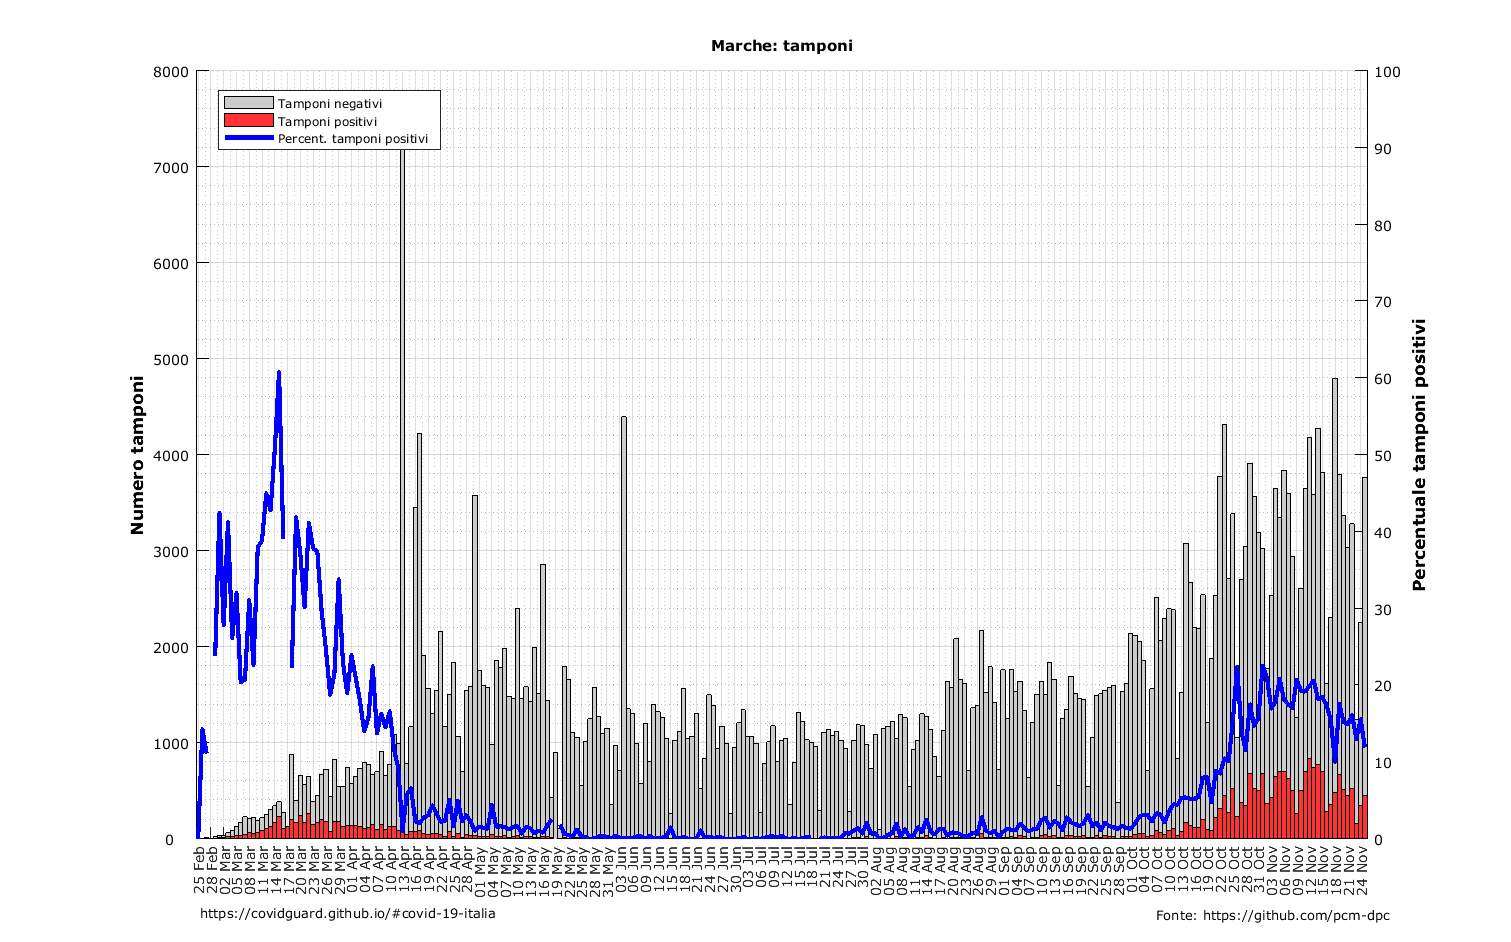 Marche: tamponi
Tamponi negativi
Tamponi positivi
Percent. tamponi positivi
Numero tamponi
8000
7000
6000
5000
4000
3000
2000
1000
0
100
90
80
70
60
50
40
30
20
10
0
Percentuale tamponi positivi
25 Feb
28 Feb
02 Mar
05 Mar
08 Mar
11 Mar
14 Mar
17 Mar
20 Mar
23 Mar
26 Mar
29 Mar
01 Apr
04 Apr
07 Apr
10 Apr
13 Apr
16 Apr
19 Apr
22 Apr
25 Apr
28 Apr
01 May
04 May
07 May
10 May
13 May
16 May
19 May
22 May
25 May
28 May
31 May
03 Jun
06 Jun
09 Jun
12 Jun
15 Jun
18 Jun
21 Jun
24 Jun
27 Jun
30 Jun
03 Jul
06 Jul
09 Jul
12 Jul
15 Jul
18 Jul
21 Jul
24 Jul
27 Jul
30 Jul
02 Aug
05 Aug
08 Aug
11 Aug
14 Aug
17 Aug
20 Aug
23 Aug
26 Aug
29 Aug
01 Sep
04 Sep
07 Sep
10 Sep
13 Sep
16 Sep
19 Sep
22 Sep
25 Sep
28 Sep
01 Oct
04 Oct
07 Oct
10 Oct
13 Oct
16 Oct
19 Oct
22 Oct
25 Oct
28 Oct
31 Oct
03 Nov
06 Nov
09 Nov
12 Nov
15 Nov
18 Nov
21 Nov
24 Nov
https://covidguard.github.io/#covid-19-italia
Fonte: https://github.com/pcm-dpc